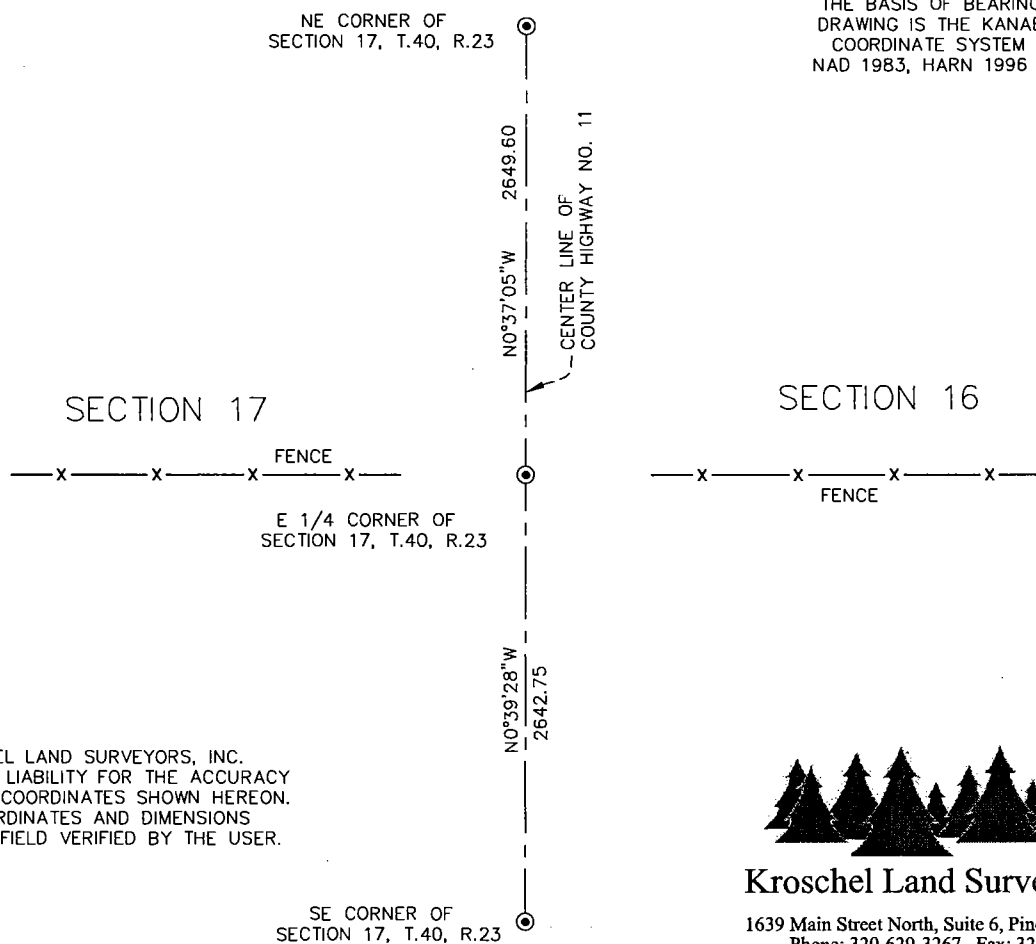 NE CORNER OF
SECTION 17, T.40, R.23
THE BASIS OF BEARING
DRAWING IS THE
COORDINATE SYSTEM
NAD 1983, HARN 1996
2649.60
N0°37'05"W
CENTER LINE OF
COUNTY HIGHWAY NO. 11
SECTION 17
SECTION 16
FENCE
FENCE
E 1/4 CORNER OF
SECTION 17, T.40, R.23
N0°39'28"W
2642.75
LAND SURVEYORS, INC.
LIABILITY FOR THE ACCURACY
COORDINATES SHOWN HEREON.
AND DIMENSIONS
FIELD VERIFIED BY THE USER.
SE CORNER OF
SECTION 17, T.40, R.23
Kroschel Land
1639 Main Street North, Suite 6,
Phone: 320-629-3267 Fax: